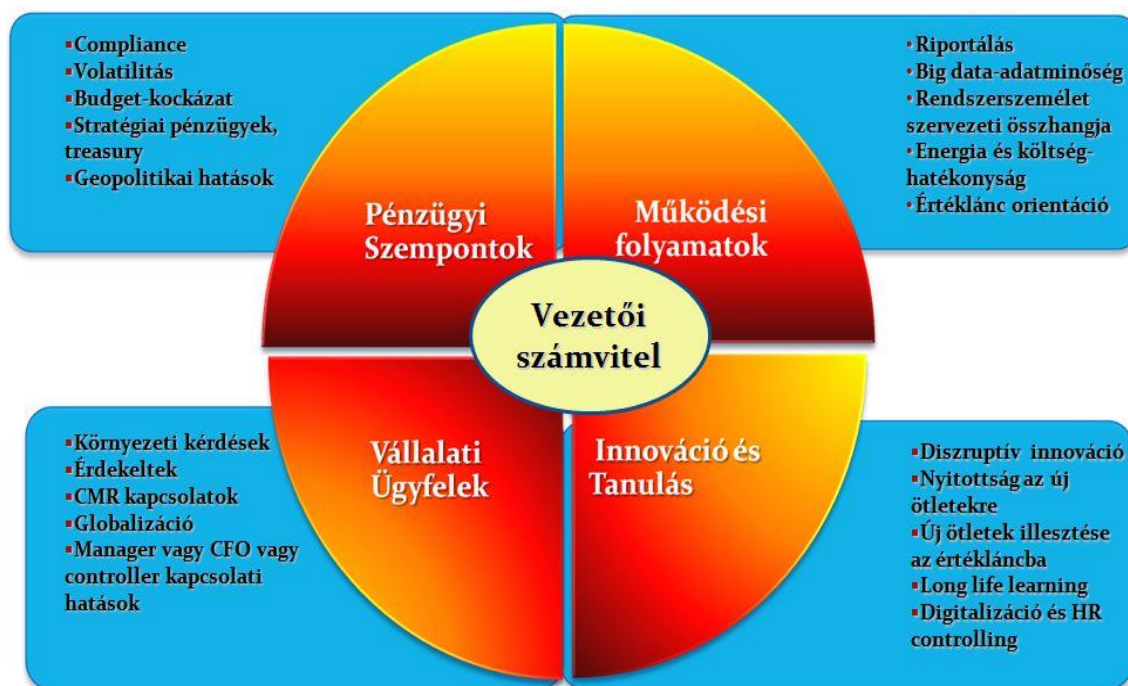 ▪Compliance
▪Volatilitás
▪Budget-kockázat
▪Stratégiai pénzügyek,
treasury
▪Geopolitikai hatások
•Riportálás
•Big data-adatminőség
•Rendszerszemélet
szervezeti összhangja
•Energia és költség-
hatékonyság
•Értéklánc orientáció
Pénzügyi
Szempontok
Működési
folyamatok
Vezetői
számvitel
Vállalati
Ügyfelek
Innováció és
Tanulás
▪Környezeti kérdések
▪Érdekeltek
▪CMR kapcsolatok
▪Globalizáció
▪Manager vagy CFO vagy
controller kapcsolati
hatások
▪Diszruptív innováció
▪Nyitottság az új
ötletekre
▪Új ötletek illesztése
az értékláncba
▪Long life learning
▪Digitalizáció és HR
controlling